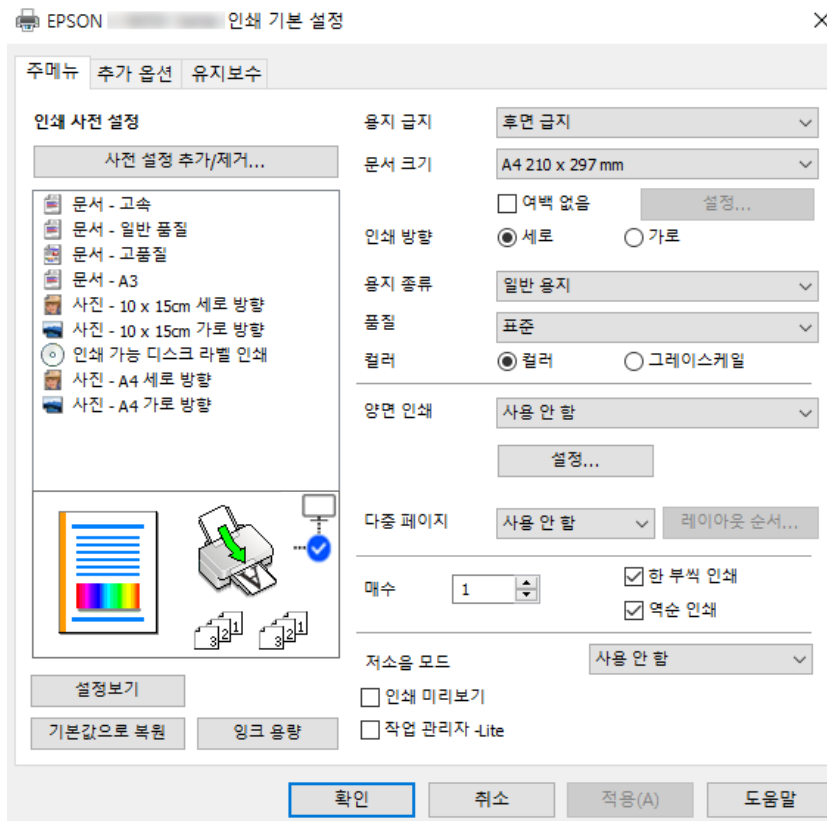 EPSON 인쇄 기본 설정
주메뉴 추가 옵션 유지보수
인쇄 사전 설정
사전 설정 추가/제거...
문서 - 고속
문서 - 일반 품질
문서 - 고품질
문서 - A3
사진 - 10 x 15cm 세로 방향
사진 - 10 x 15cm 가로 방향
인쇄 가능 디스크 라벨 인쇄
사진 - A4 세로 방향
사진 - A4 가로 방향
1
2
3
1
2
3
설정보기
기본값으로 복원 잉크 용량
용지 급지 후면 급지
문서 크기 A4 210 x 297 mm
여백 없음 설정...
인쇄 방향 세로 가로
용지 종류 일반 용지
품질 표준
컬러 컬러 그레이스케일
양면 인쇄 사용 안 함
설정...
다중 페이지 사용 안 함 레이아웃 순서...
매수 1 한 부씩 인쇄
역순 인쇄
저소음 모드 사용 안 함
인쇄 미리보기
작업 관리자 -Lite
확인 취소 적용(A) 도움말